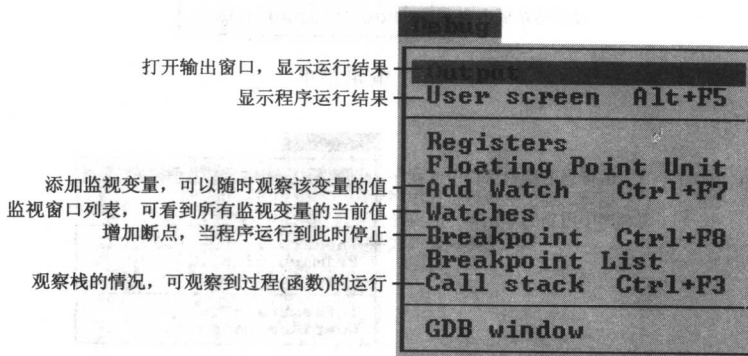 Debug
打开输出窗口，显示运行结果 Output
显示程序运行结果 User screen Alt+F5
Registers
Floating Point Unit
添加监视变量，可以随时观察该变量的值 Add Watch Ctrl+F7
监视窗口列表，可看到所有监视变量的当前值 Watches
增加断点，当程序运行到此时停止 Breakpoint Ctrl+F8
Breakpoint List
观察栈的情况，可观察到过程(函数)的运行 Call stack Ctrl+F3
GDB window